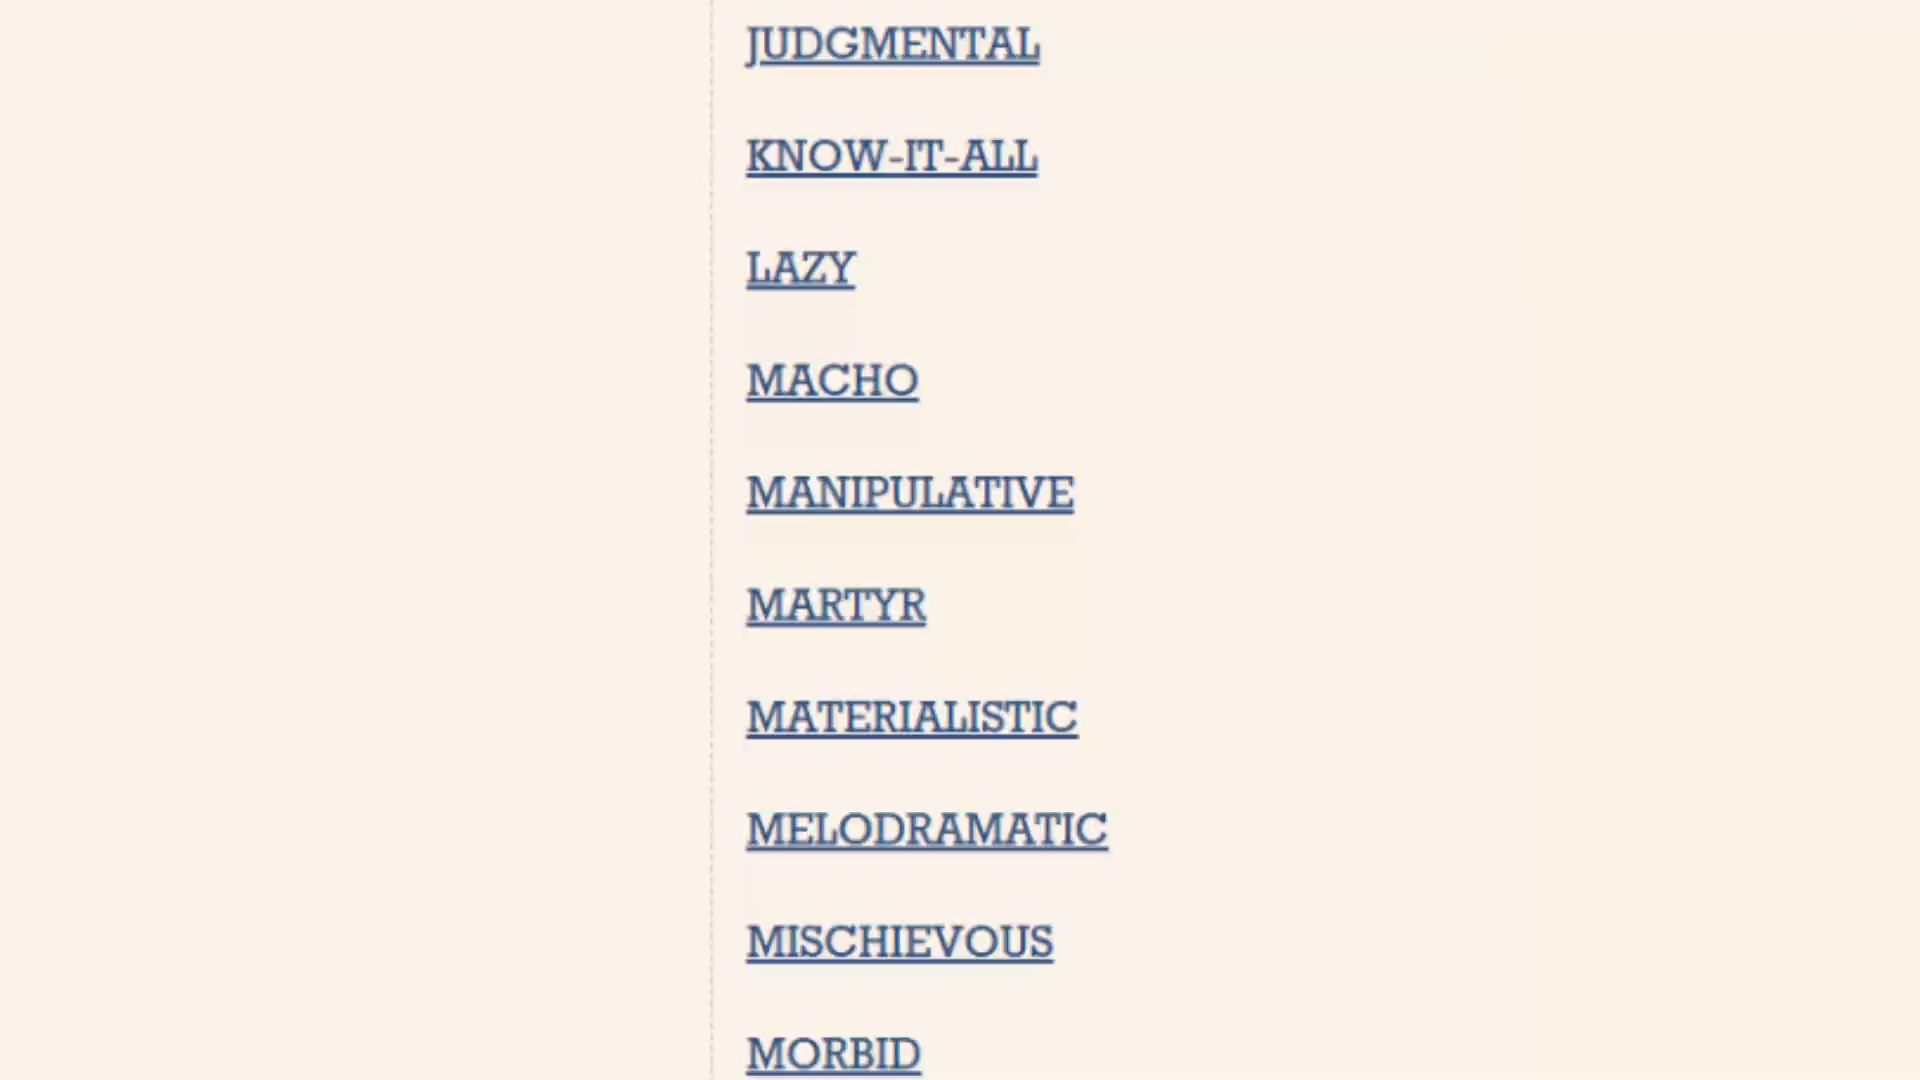 JUDGMENTAL
KNOW-IT-ALL
LAZY
MACHO
MANIPULATIVE
MARTYR
MATERIALISTIC
MELODRAMATIC
MISCHIEVOUS
MORBID